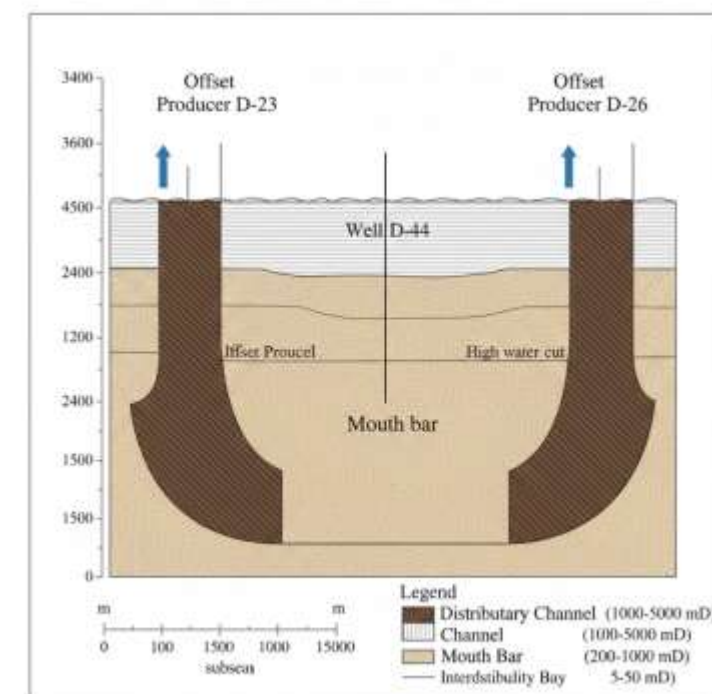 Offset
Producer D-23
Offset
Producer D-26
3400
3600
4500
2400
1200
2400
1500
1500
0
Well D-44
Iffset Proucel
High water cut
Mouth bar
m
m
0
100
1500
1000
15000
subseas
Legend
Distributary Channel (1000-5000 mD)
Channel (100-5000 mD)
Mouth Bar (200-1000 mD)
Interdstibulity Bay 5-50 mD)